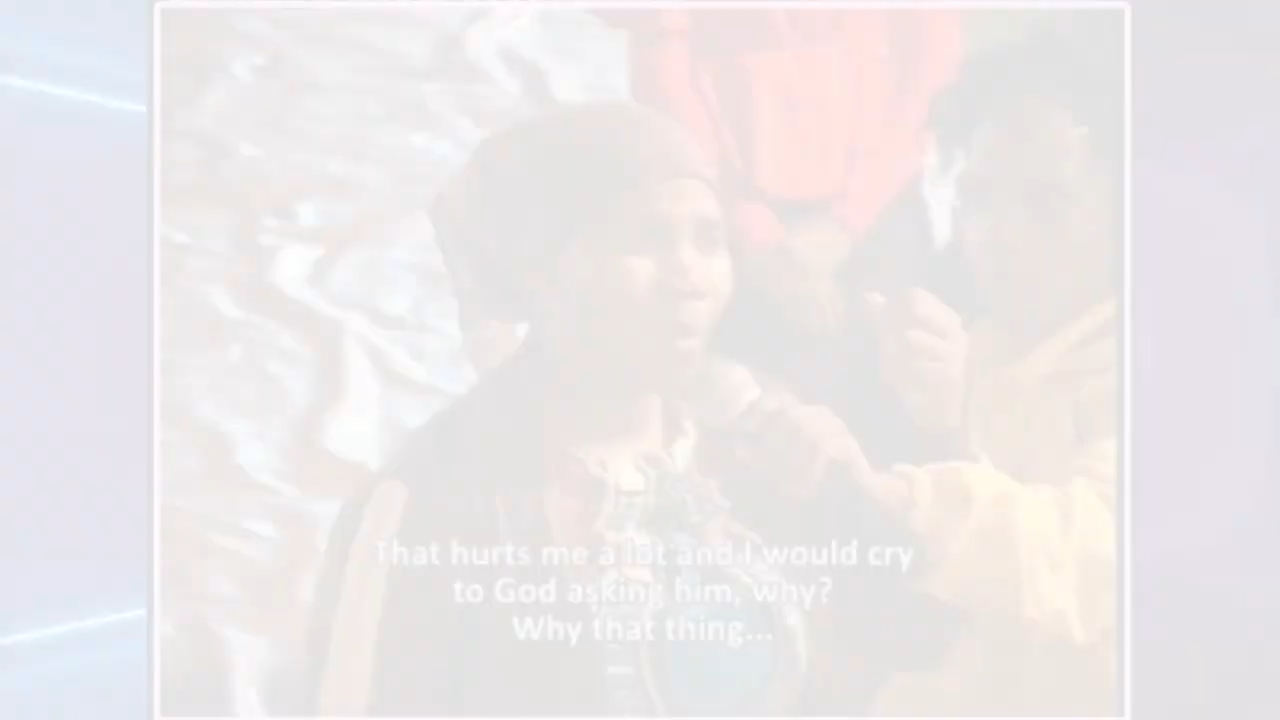 That hurts me a lot and I would cry
to God asking him, why?
Why that thing...